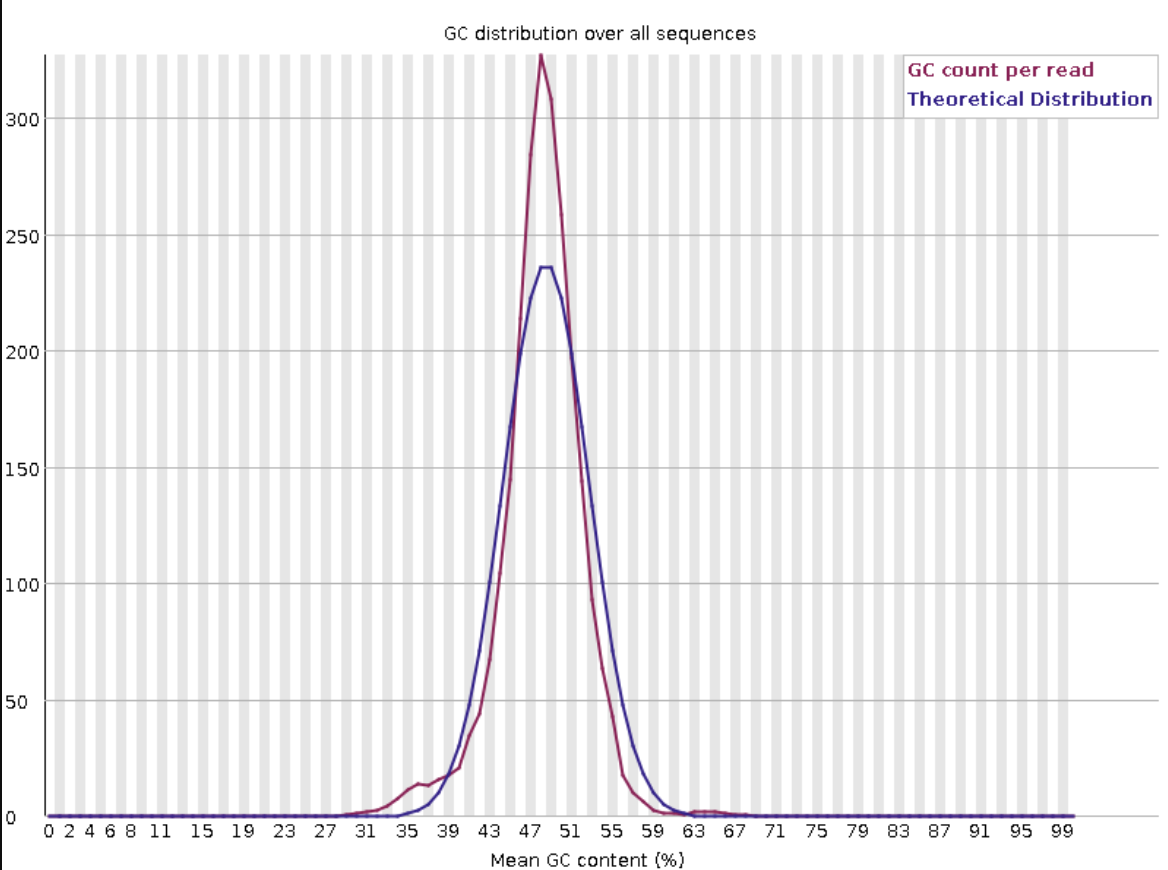 GC distribution over all sequences
GC count per read
Theoretical Distribution
300
250
200
150
100
50
0
0 2 4 6 8 11 15 19 23 27 31 35 39 43 47 51 55 59 63 67 71 75 79 83 87 91 95 99
Mean GC content (%)